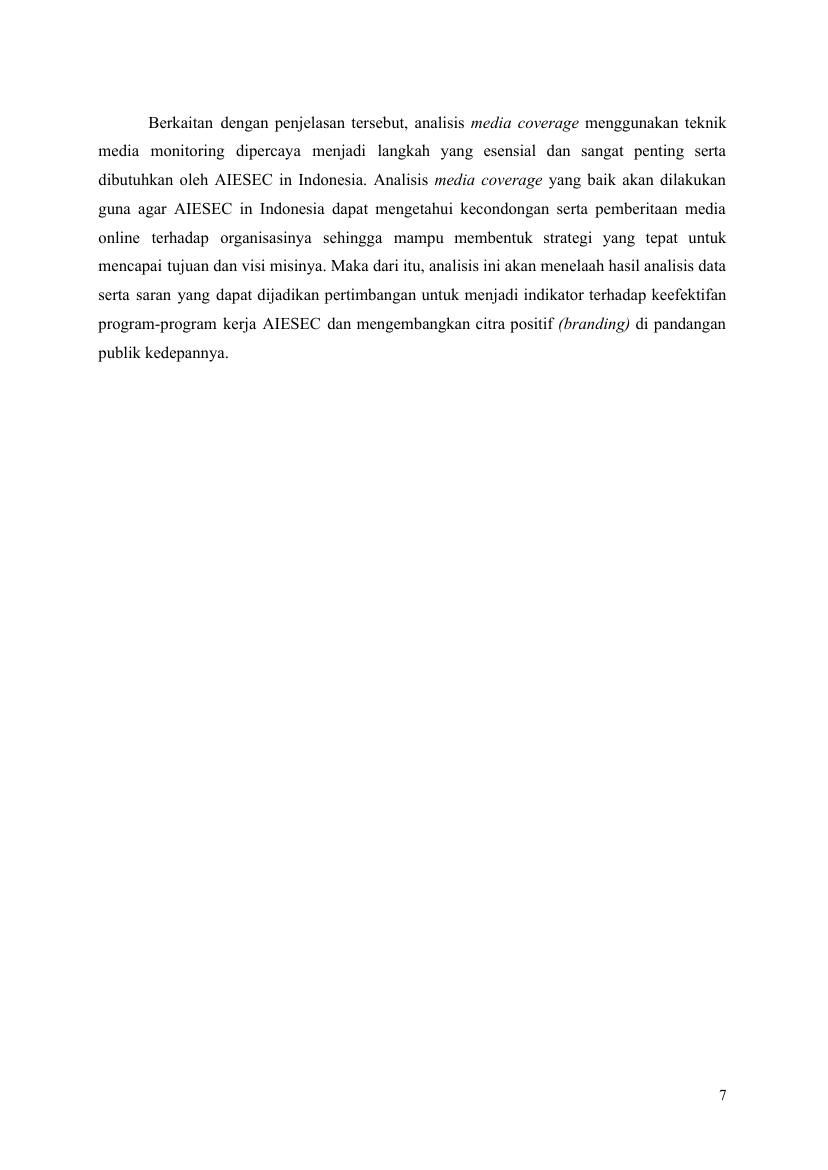 Berkaitan dengan penjelasan tersebut, analisis media coverage menggunakan teknik
media monitoring dipercaya menjadi langkah yang esensial dan sangat penting serta
dibutuhkan oleh AIESEC in Indonesia. Analisis media coverage yang baik akan dilakukan
guna agar AIESEC in Indonesia dapat mengetahui kecondongan serta pemberitaan media
online terhadap organisasinya sehingga mampu membentuk strategi yang tepat untuk
mencapai tujuan dan visi misinya. Maka dari itu, analisis ini akan menelaah hasil analisis data
serta saran yang dapat dijadikan pertimbangan untuk menjadi indikator terhadap keefektifan
program-program kerja AIESEC dan mengembangkan citra positif (branding) di pandangan
publik kedepannya.
7